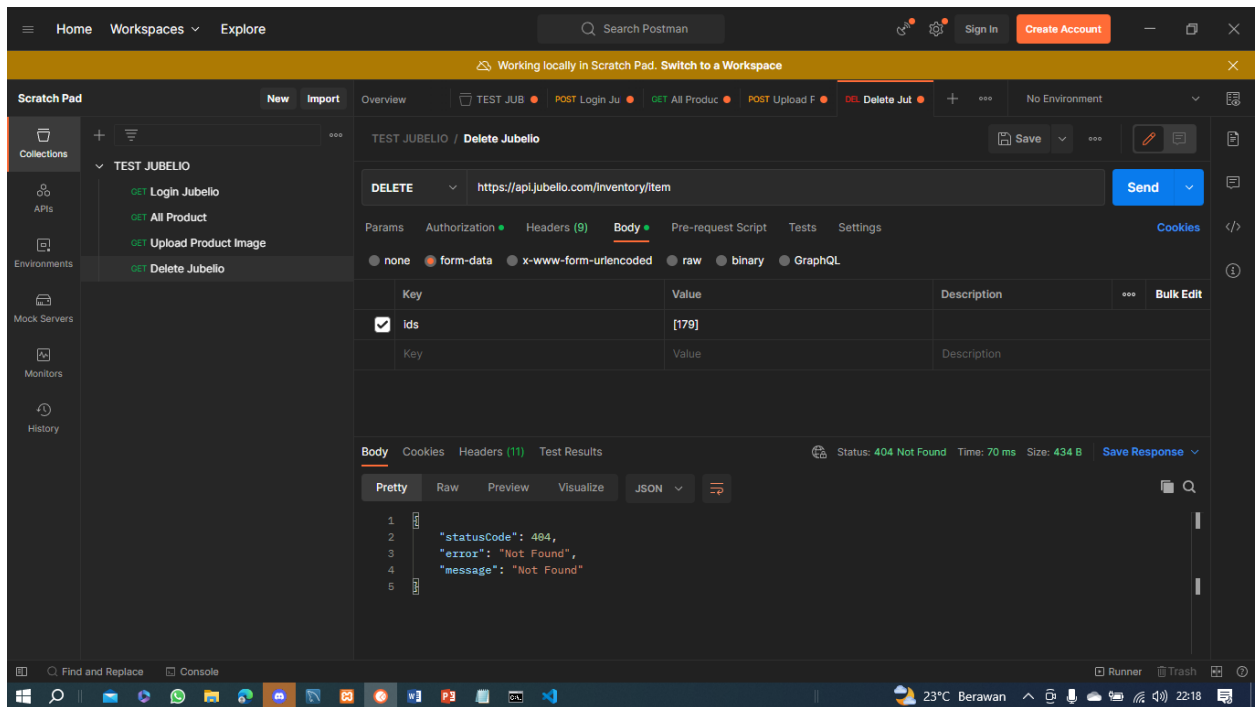 Home Workspaces Explore Search Postman Sign In Create Account
Working locally in Scratch Pad. Switch to a Workspace
Scratch Pad New Import
Overview TEST JUB POST Login Ju GET All Produc POST Upload F DEL Delete Jub No Environment
Collections
APIs
Environments
Mock Servers
Monitors
History
TEST JUBELIO
GET Login Jubelio
GET All Product
GET Upload Product Image
GET Delete Jubelio
TEST JUBELIO / Delete Jubelio Save
DELETE https://api.jubelio.com/inventory/item Send
Params Authorization Headers (9) Body Pre-request Script Tests Settings Cookies
none form-data x-www-form-urlencoded raw binary GraphQL
Key Value Description Bulk Edit
ids [179]
Key Value Description
Body Cookies Headers (11) Test Results Status: 404 Not Found Time: 70 ms Size: 434 B Save Response
Pretty Raw Preview Visualize JSON
1 {
2 "statusCode": 404,
3 "error": "Not Found",
4 "message": "Not Found"
5 }
Find and Replace Console Runner Trash
23°C Berawan 22:18